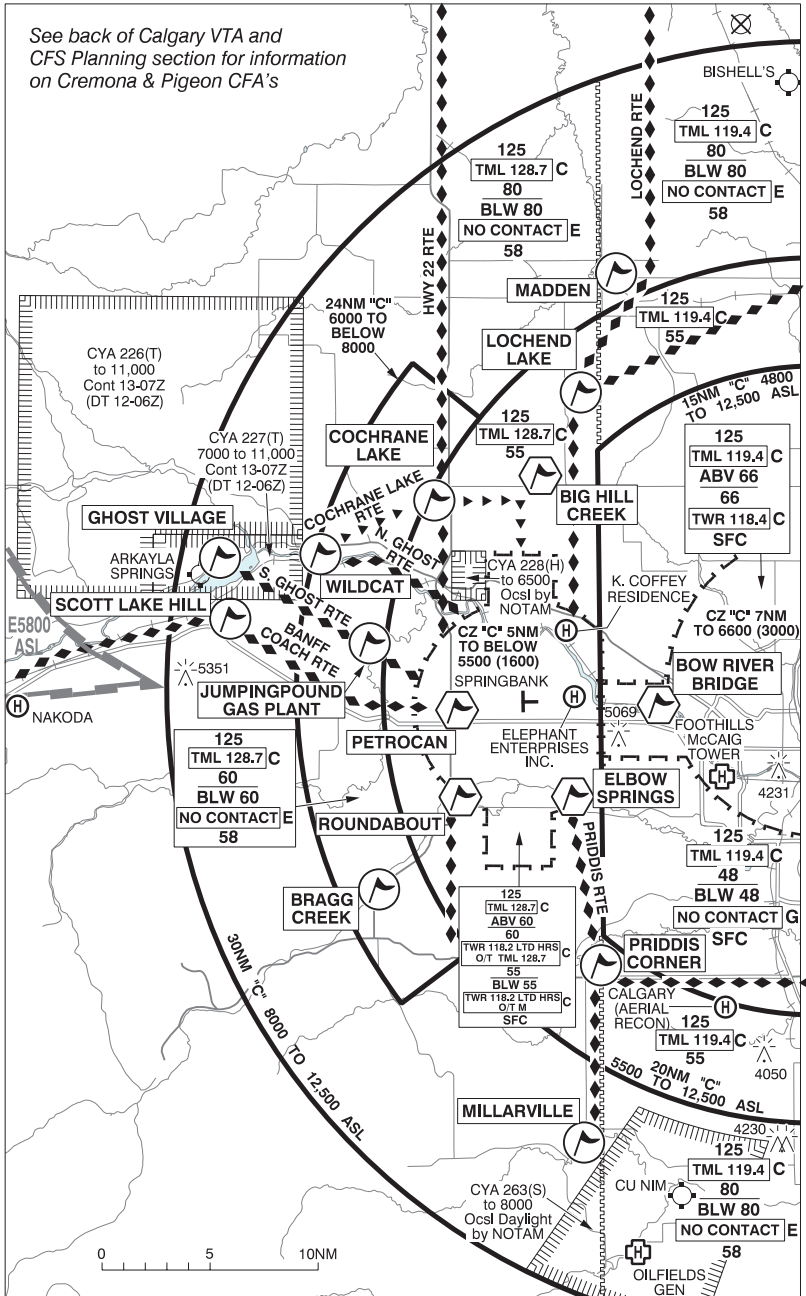 See back of Calgary VTA and
CFS Planning section for information
on Cremona & Pigeon CFA's
BISHELL'S
LOCHEND RTE
125
TML 119.4 C
80
BLW 80
NO CONTACT E
58
125
TML 128.7 C
80
BLW 80
NO CONTACT E
58
HWY 22 RTE
MADDEN
24NM "C"
6000 TO
BELOW
8000
125
TML 119.4 C
55
LOCHEND
LAKE
CYA 226(T)
to 11,000
Cont 13-07Z
(DT 12-06Z)
15NM "C" 4800
TO 12,500 ASL
125
TML 128.7 C
55
COCHRANE
LAKE
125
TML 119.4 C
ABV 66
66
TWR 118.4 C
SFC
CYA 227(T)
7000 to 11,000
Cont 13-07Z
(DT 12-06Z)
BIG HILL
CREEK
GHOST VILLAGE
COCHRANE LAKE
RTE
N. GHOST
RTE
ARKAYLA
SPRINGS
WILDCAT
CYA 228(H)
to 6500
Ocsl by
NOTAM
K. COFFEY
RESIDENCE
S. GHOST RTE
SCOTT LAKE HILL
E5800
ASL
BANFF
COACH RTE
CZ "C" 5NM
TO BELOW
5500 (1600)
CZ "C" 7NM
TO 6600 (3000)
5351
SPRINGBANK
BOW RIVER
BRIDGE
JUMPINGPOUND
GAS PLANT
H
NAKODA
H
H
5069
PETROCAN
ELEPHANT
ENTERPRISES
INC.
FOOTHILLS
McCAIG
TOWER
H
4231
125
TML 128.7 C
60
BLW 60
NO CONTACT E
58
ELBOW
SPRINGS
ROUNDABOUT
PRIDDIS RTE
125
TML 119.4 C
48
BLW 48
NO CONTACT G
SFC
BRAGG
CREEK
125
TML 128.7 C
ABV 60
60
TWR 118.2 LTD HRS C
O/T TML 128.7
55
BLW 55
TWR 118.2 LTD HRS C
O/T M
SFC
PRIDDIS
CORNER
30NM "C" 8000 TO 12,500 ASL
CALGARY
(AERIAL
RECON)
H
125
TML 119.4 C
55
4050
5500 20NM "C"
TO 12,500 ASL
MILLARVILLE
4230
125
TML 119.4 C
80
BLW 80
NO CONTACT E
58
CU NIM
CYA 263(S)
to 8000
Ocsl Daylight
by NOTAM
H
OILFIELDS
GEN
0 5 10NM